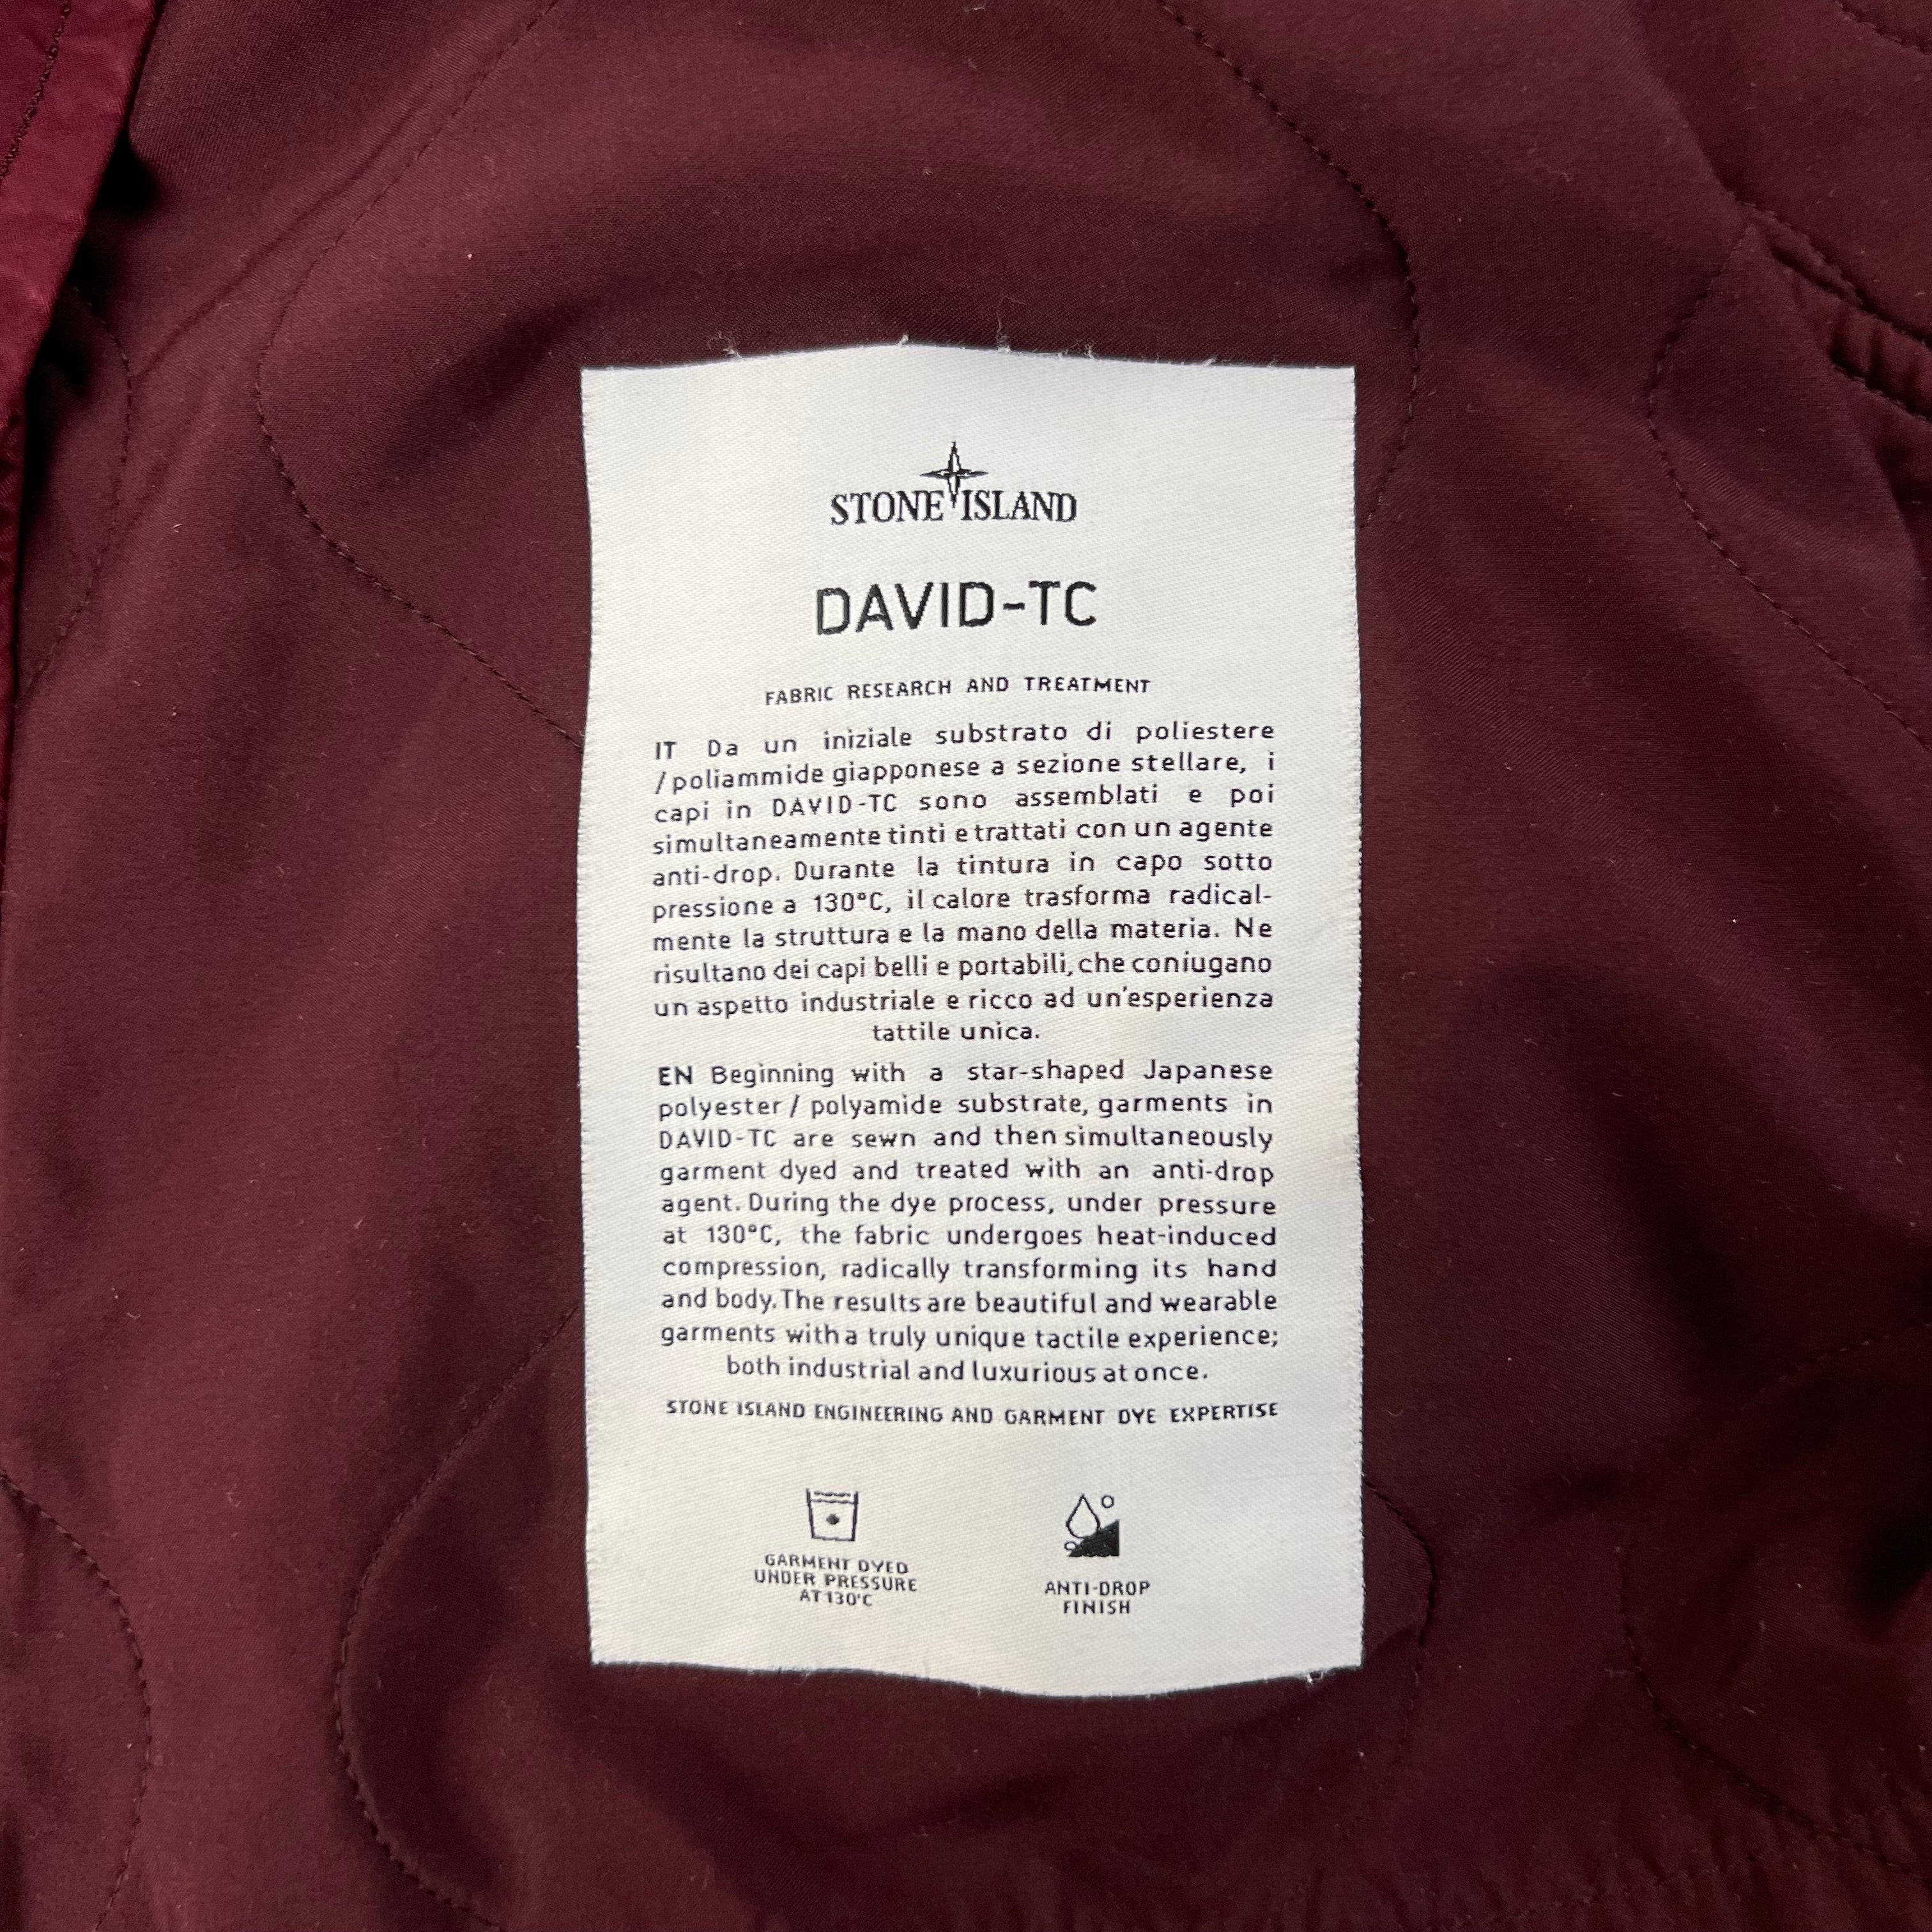 STONE ISLAND
DAVID-TC
FABRIC RESEARCH AND TREATMENT
IT Da un iniziale substrato di poliestere
/poliammide giapponese a sezione stellare, i
capi in DAVID-TC sono assemblati e poi
simultaneamente tinti e trattati con un agente
anti-drop. Durante la tintura in capo sotto
pressione a 130°C, il calore trasforma radical-
mente la struttura e la mano della materia. Ne
risultano dei capi belli e portabili, che coniugano
un aspetto industriale e ricco ad un'esperienza
tattile unica.
EN Beginning with a star-shaped Japanese
polyester/ polyamide substrate, garments in
DAVID-TC are sewn and then simultaneously
garment dyed and treated with an anti-drop
agent. During the dye process, under pressure
at 130°C, the fabric undergoes heat-induced
compression, radically transforming its hand
and body. The results are beautiful and wearable
garments with a truly unique tactile experience;
both industrial and luxurious at once.
STONE ISLAND ENGINEERING AND GARMENT DYE EXPERTISE
GARMENT DYED
UNDER PRESSURE
AT 130°C
ANTI-DROP
FINISH